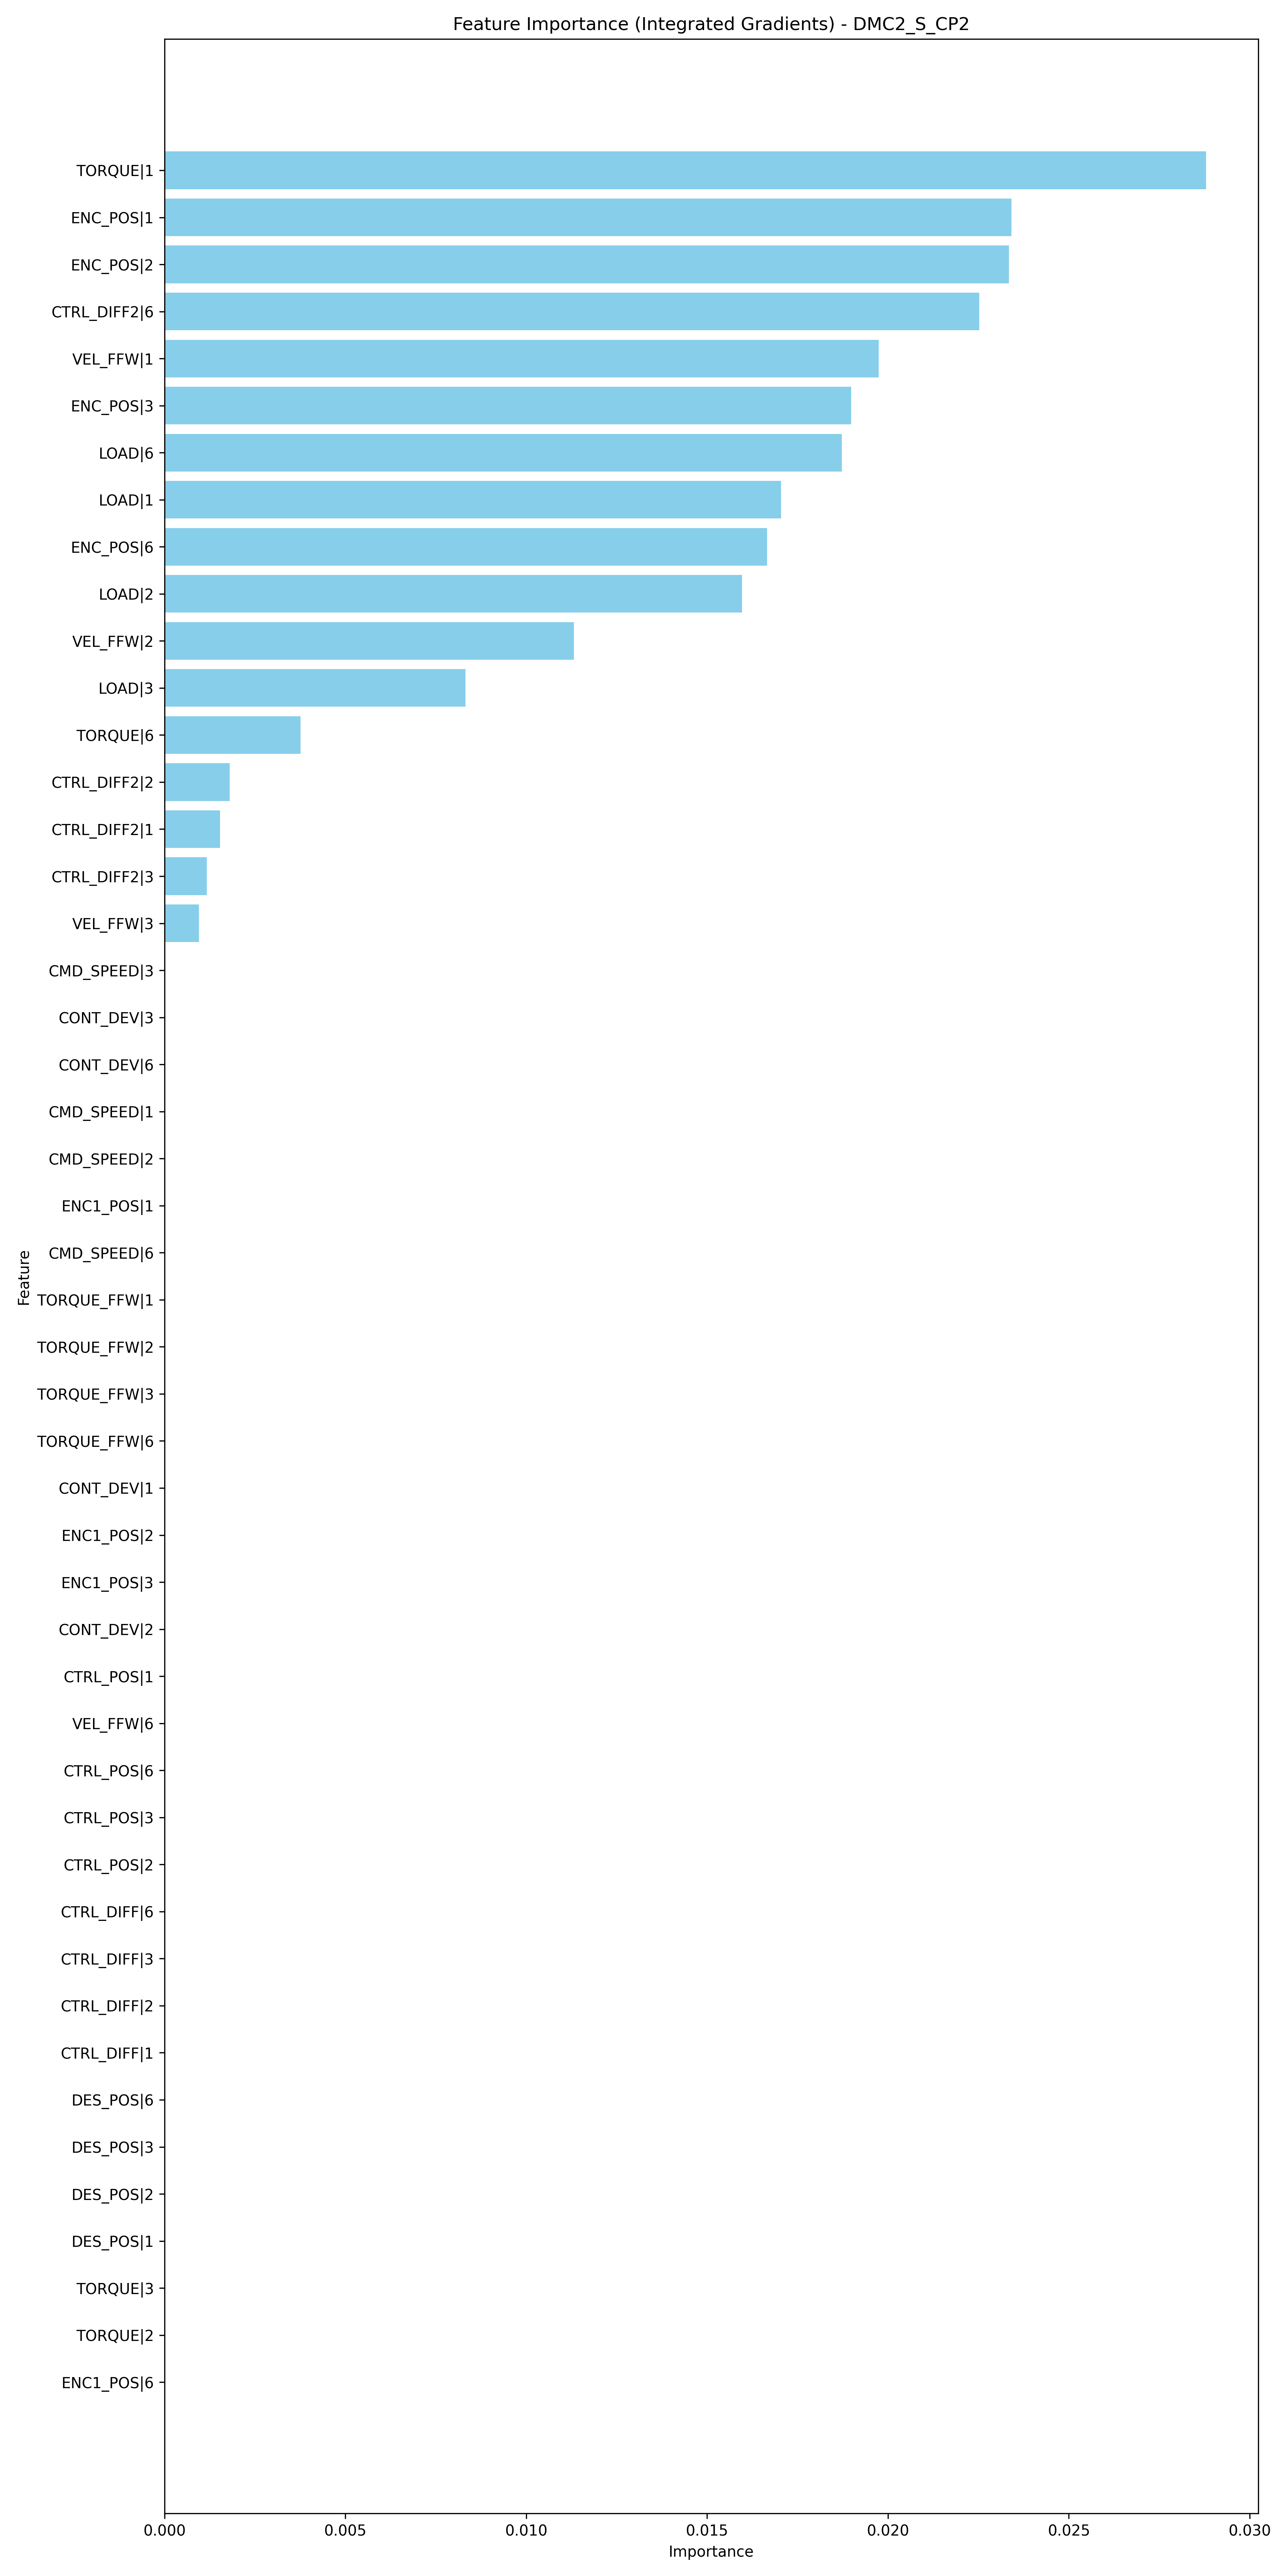 Feature Importance (Integrated Gradients) - DMC2_S_CP2
TORQUE|1
ENC_POS|1
ENC_POS|2
CTRL_DIFF2|6
VEL_FFW|1
ENC_POS|3
LOAD|6
LOAD|1
ENC_POS|6
LOAD|2
VEL_FFW|2
LOAD|3
TORQUE|6
CTRL_DIFF2|2
CTRL_DIFF2|1
CTRL_DIFF2|3
VEL_FFW|3
CMD_SPEED|3
CONT_DEV|3
CONT_DEV|6
CMD_SPEED|1
CMD_SPEED|2
ENC1_POS|1
CMD_SPEED|6
Feature
TORQUE_FFW|1
TORQUE_FFW|2
TORQUE_FFW|3
TORQUE_FFW|6
CONT_DEV|1
ENC1_POS|2
ENC1_POS|3
CONT_DEV|2
CTRL_POS|1
VEL_FFW|6
CTRL_POS|6
CTRL_POS|3
CTRL_POS|2
CTRL_DIFF|6
CTRL_DIFF|3
CTRL_DIFF|2
CTRL_DIFF|1
DES_POS|6
DES_POS|3
DES_POS|2
DES_POS|1
TORQUE|3
TORQUE|2
ENC1_POS|6
0.000 0.005 0.010 0.015 0.020 0.025 0.030
Importance